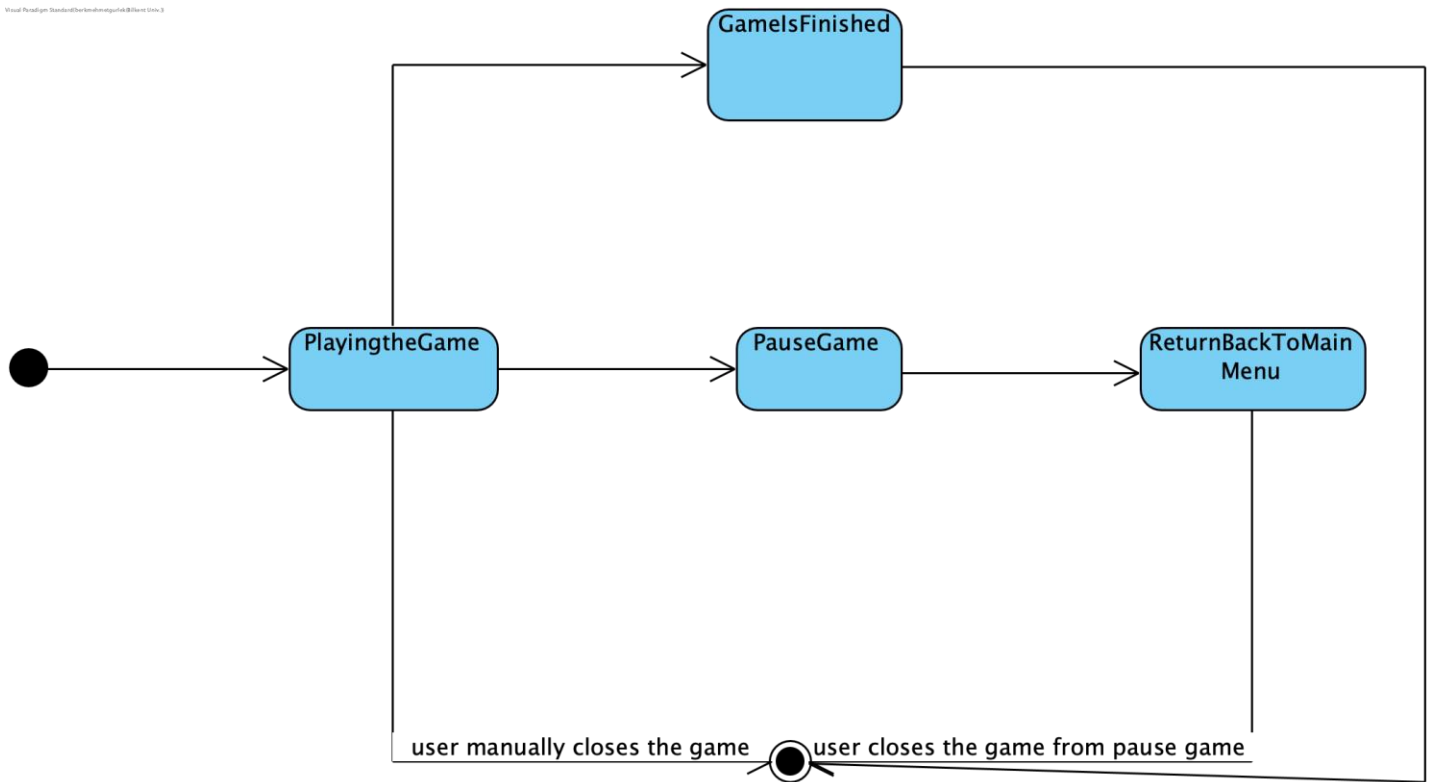 GameIsFinished
PlayingtheGame
PauseGame
ReturnBackToMain
Menu
user manually closes the game
user closes the game from pause game